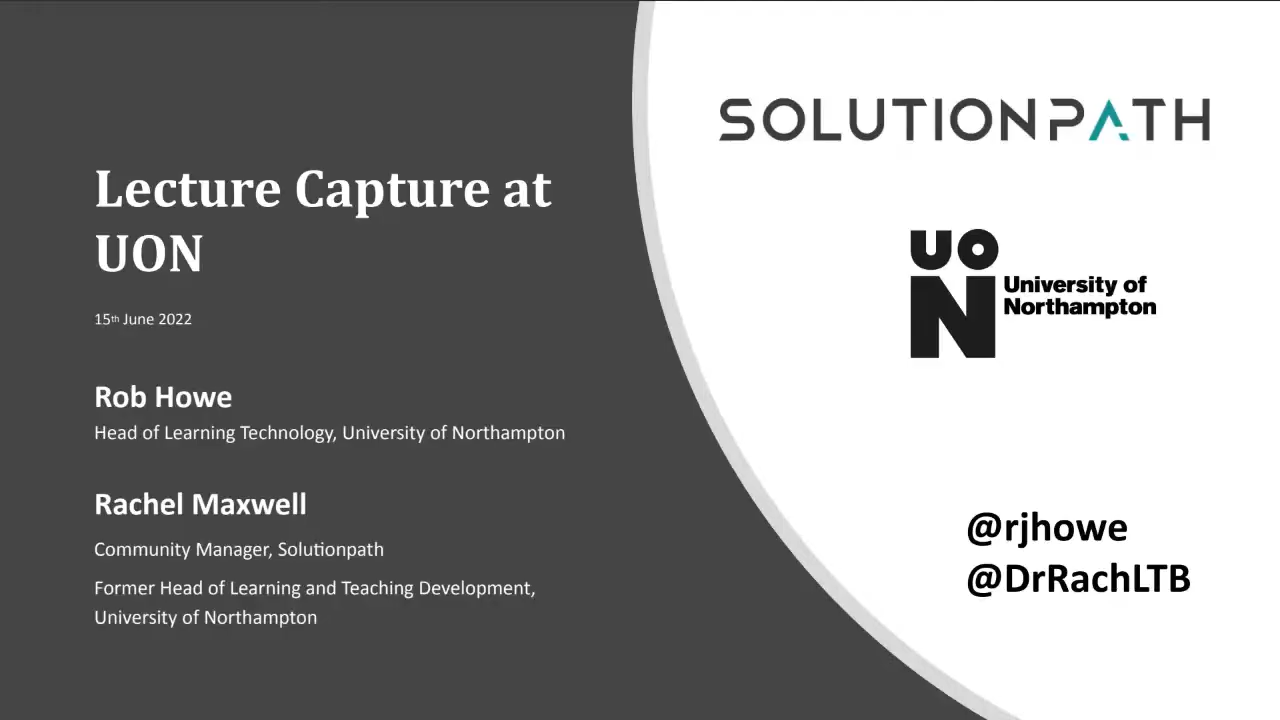 Lecture Capture at
UON
15th June 2022
Rob Howe
Head of Learning Technology, University of Northampton
Rachel Maxwell
Community Manager, Solutionpath
Former Head of Learning and Teaching Development,
University of Northampton
SOLUTIONPATH
UON
University of
Northampton
@rjhowe
@DrRachLTB